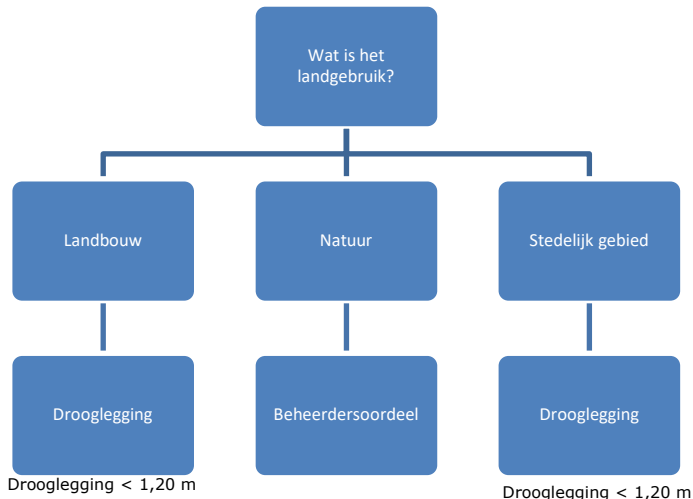 Wat is het
landgebruik?
Landbouw
Natuur
Stedelijk gebied
Drooglegging
Beheerdersoordeel
Drooglegging
Drooglegging < 1,20 m
Drooglegging < 1,20 m